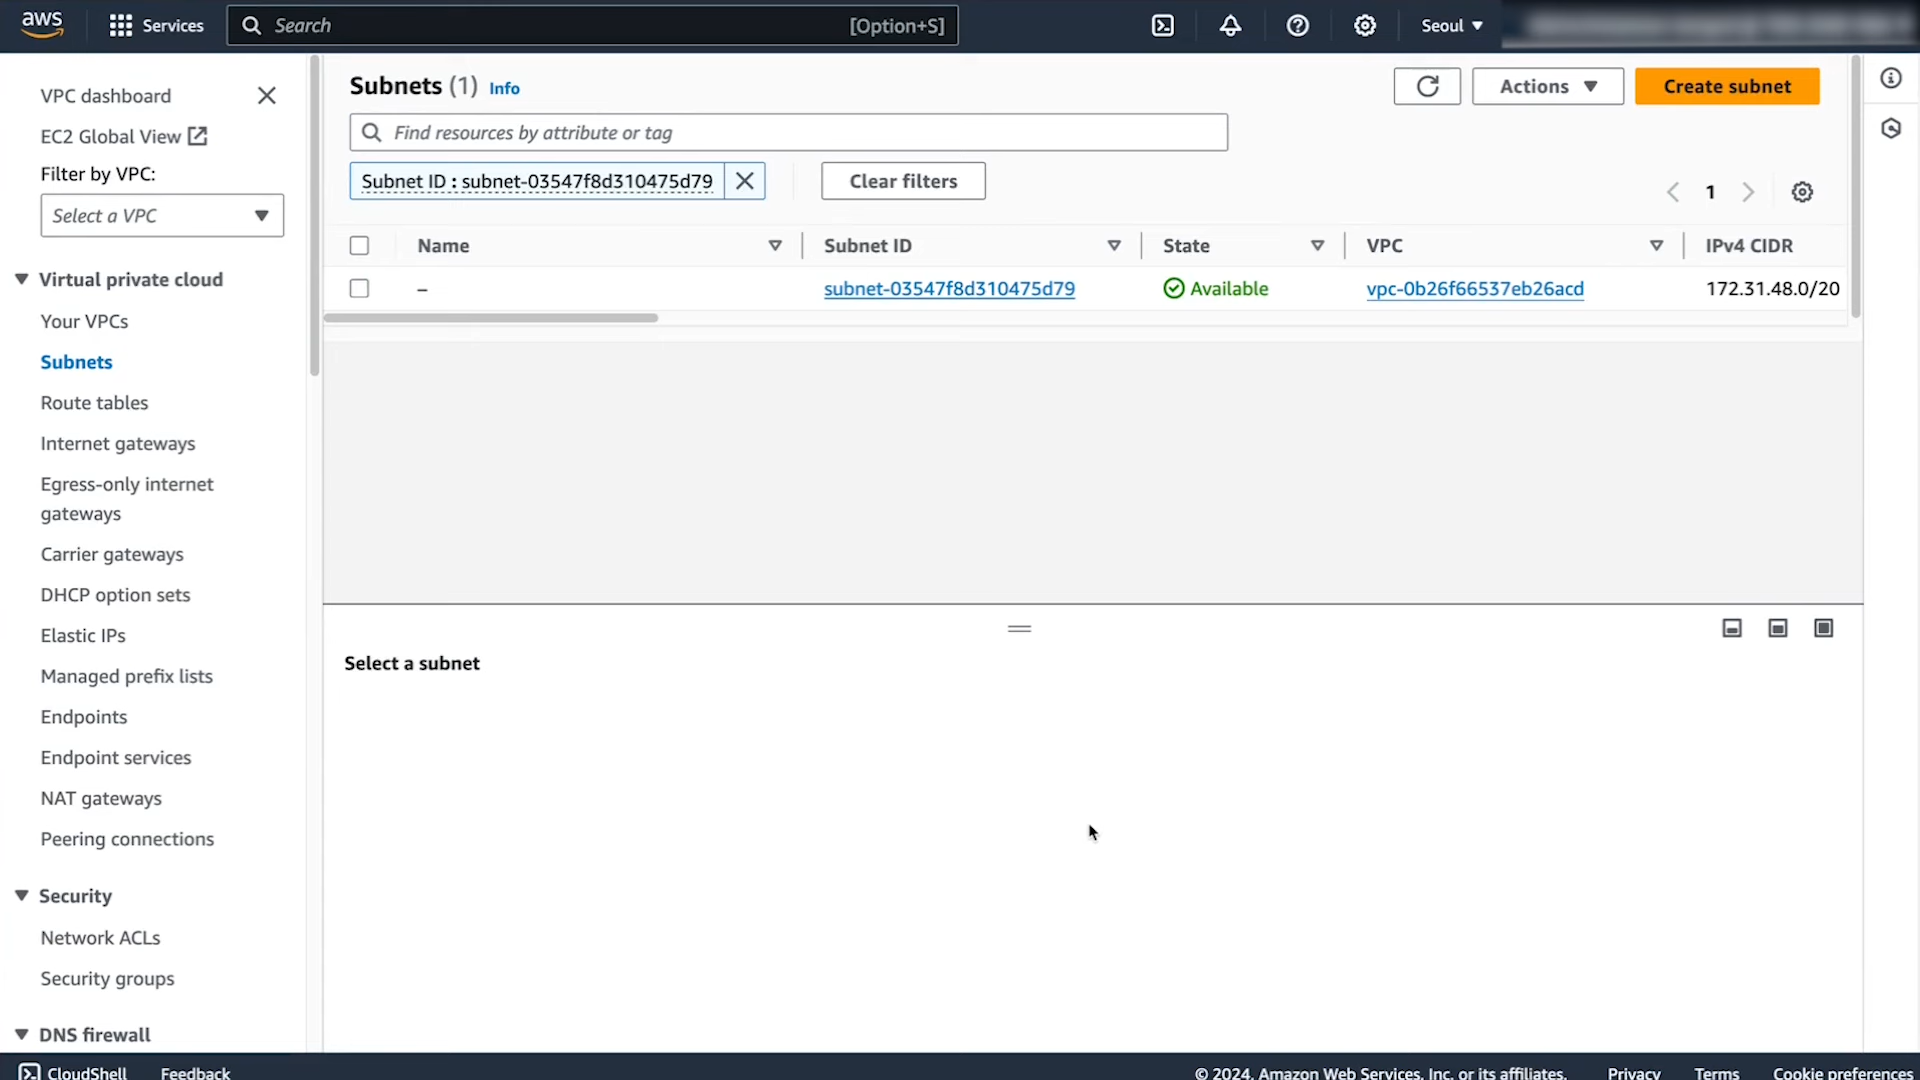 aws
Services
Search
[Option+S]
Seoul
VPC dashboard
EC2 Global View
Filter by VPC:
Select a VPC
Virtual private cloud
Your VPCs
Subnets
Route tables
Internet gateways
Egress-only internet
gateways
Carrier gateways
DHCP option sets
Elastic IPs
Managed prefix lists
Endpoints
Endpoint services
NAT gateways
Peering connections
Security
Network ACLs
Security groups
DNS firewall
Subnets (1) Info
Actions
Create subnet
Find resources by attribute or tag
Subnet ID : subnet-03547f8d310475d79
Clear filters
1
Name Subnet ID State VPC IPv4 CIDR
– subnet-03547f8d310475d79 Available vpc-0b26f66537eb26acd 172.31.48.0/20
Select a subnet
CloudShell Feedback © 2024, Amazon Web Services, Inc. or its affiliates. Privacy Terms Cookie preferences